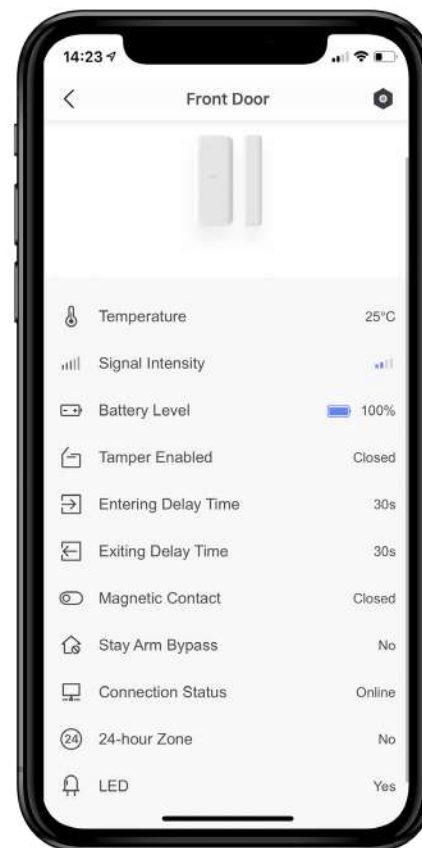 14:23
Front Door
Temperature 25°C
Signal Intensity
Battery Level 100%
Tamper Enabled Closed
Entering Delay Time 30s
Exiting Delay Time 30s
Magnetic Contact Closed
Stay Arm Bypass No
Connection Status Online
24 24-hour Zone No
LED Yes